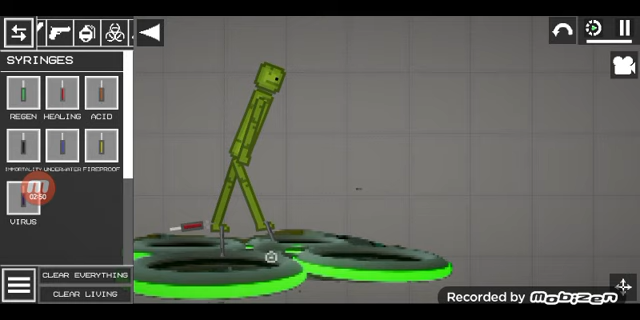 SYRINGES
REGEN HEALING ACID
IMMORTALITY UNDERWATER FIREPROOF
02:50
VIRUS
CLEAR EVERYTHING
CLEAR LIVING
Recorded by Mobizen